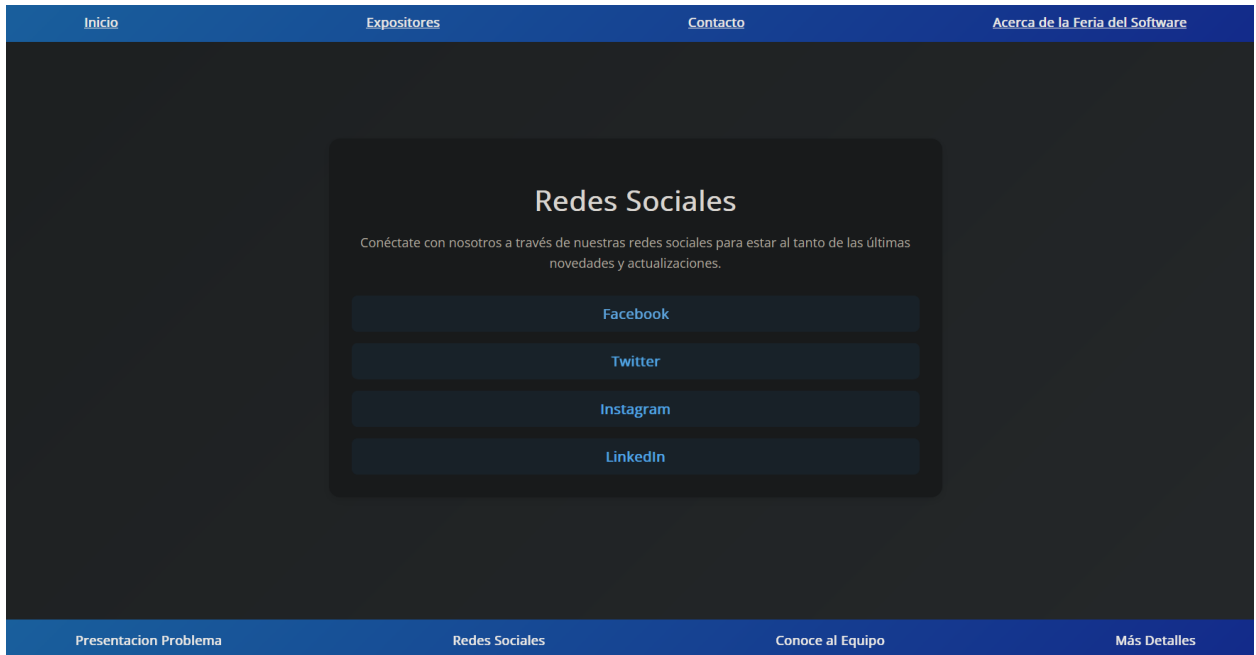 Inicio Expositores Contacto Acerca de la Feria del Software
Redes Sociales
Conéctate con nosotros a través de nuestras redes sociales para estar al tanto de las últimas
novedades y actualizaciones.
Facebook
Twitter
Instagram
LinkedIn
Presentacion Problema Redes Sociales Conoce al Equipo Más Detalles